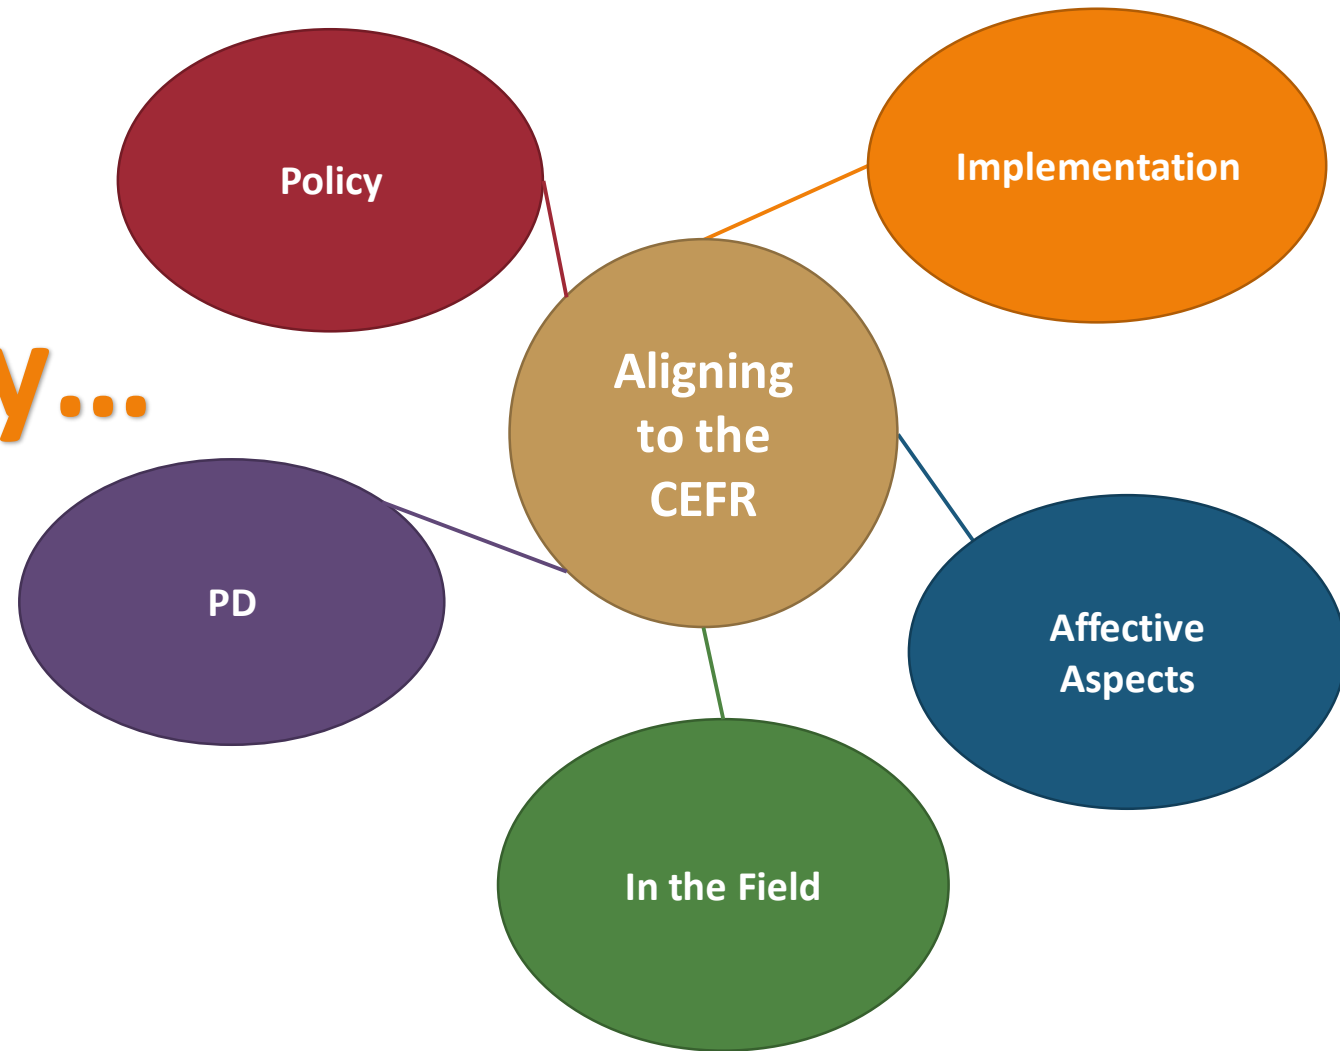 Policy
Implementation
Aligning
to the
CEFR
y...
PD
Affective
Aspects
In the Field